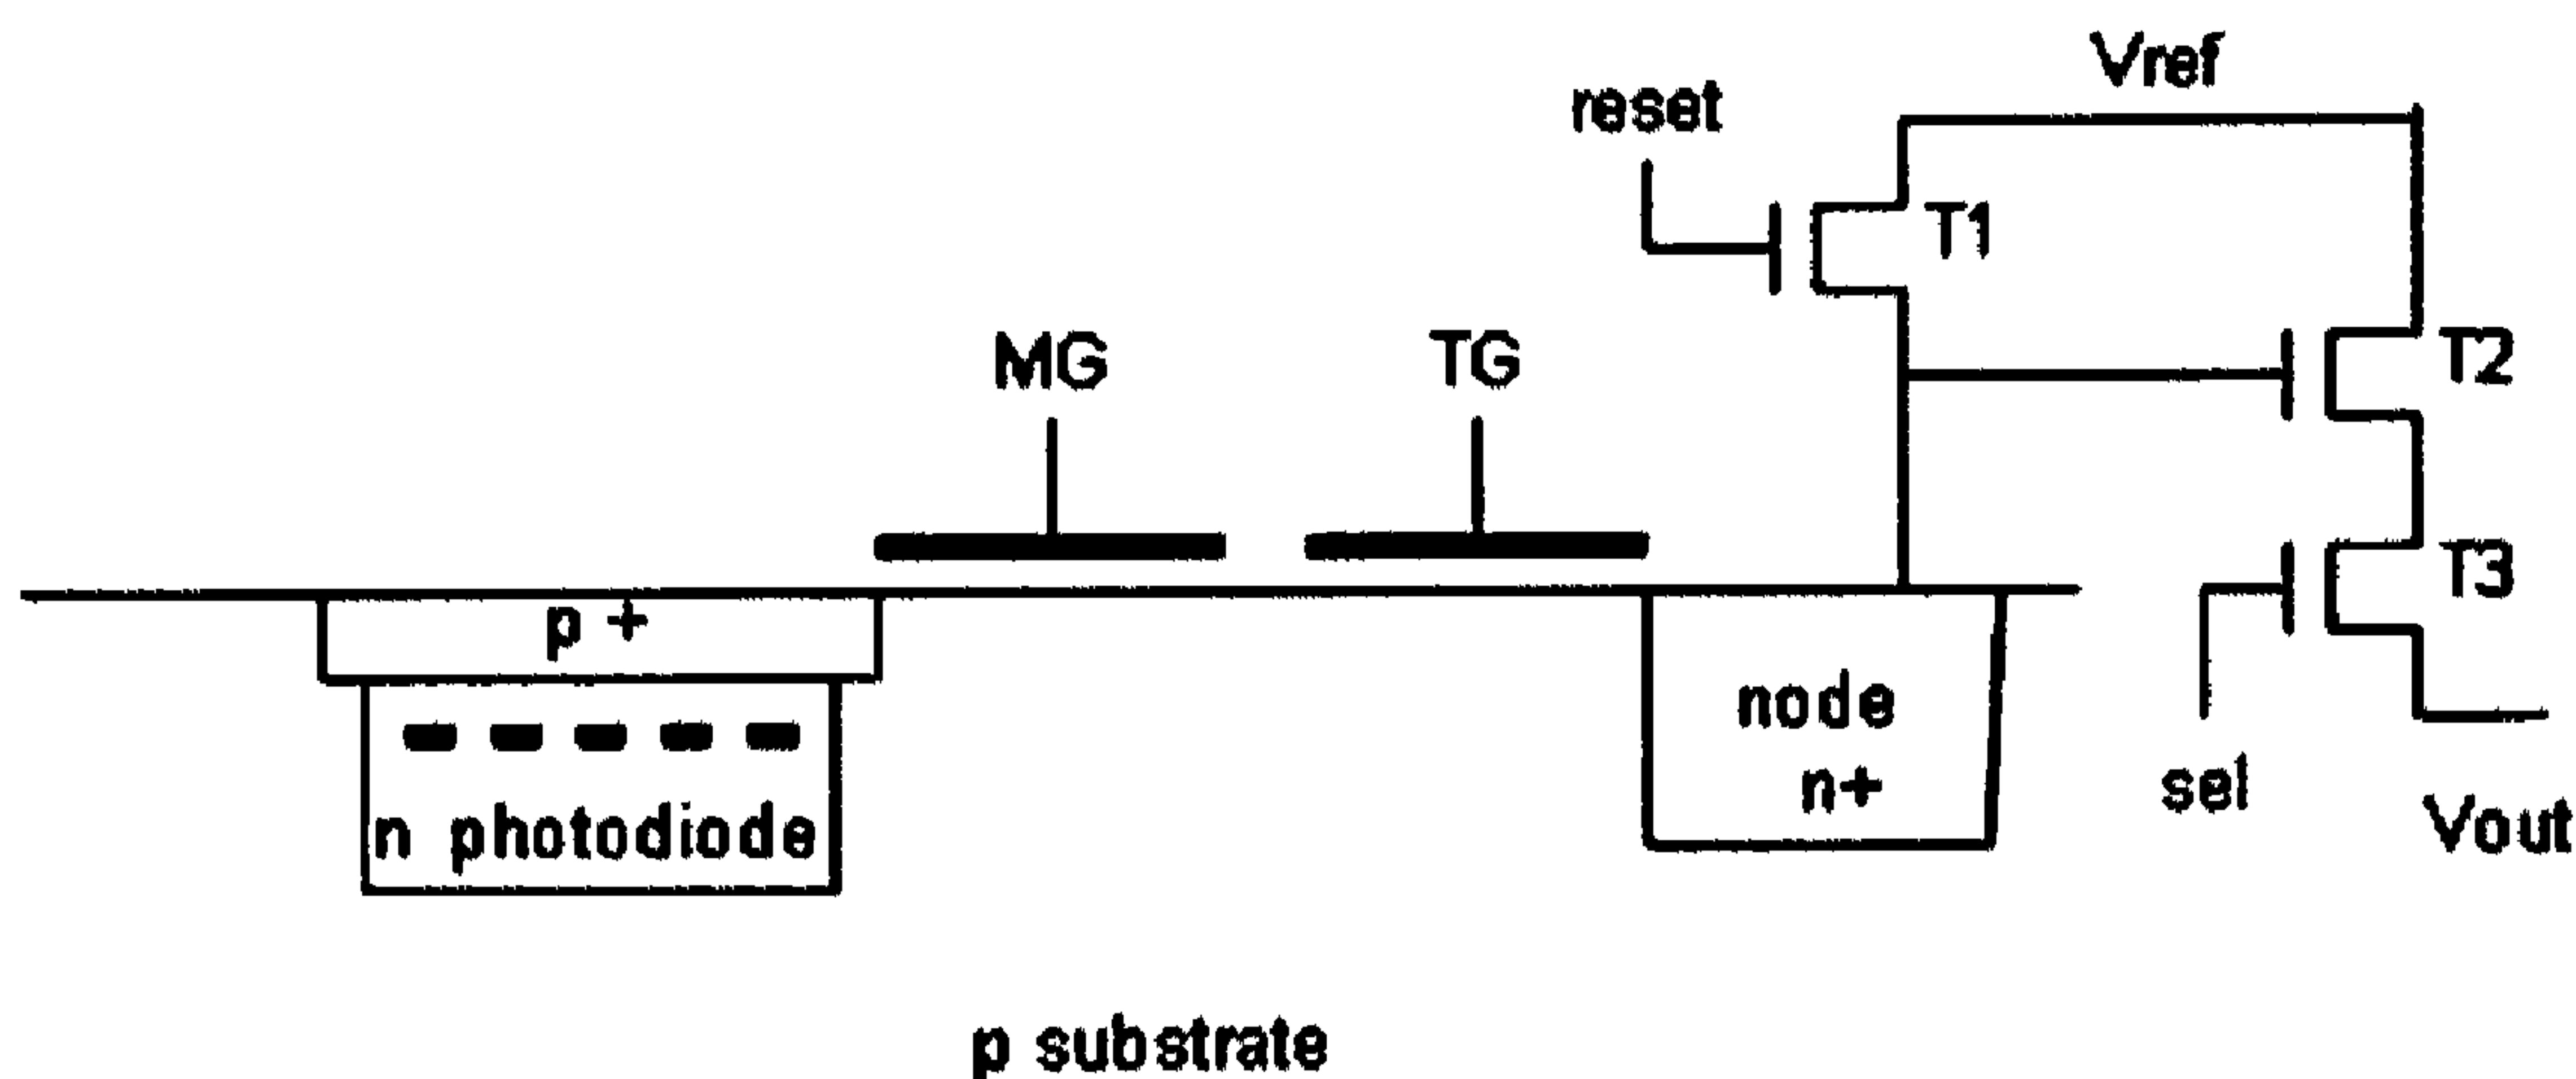 Vref
reset
T1
MG
TG
T2
T3
p +
node
n+
sel
n photodiode
Vout
p substrate